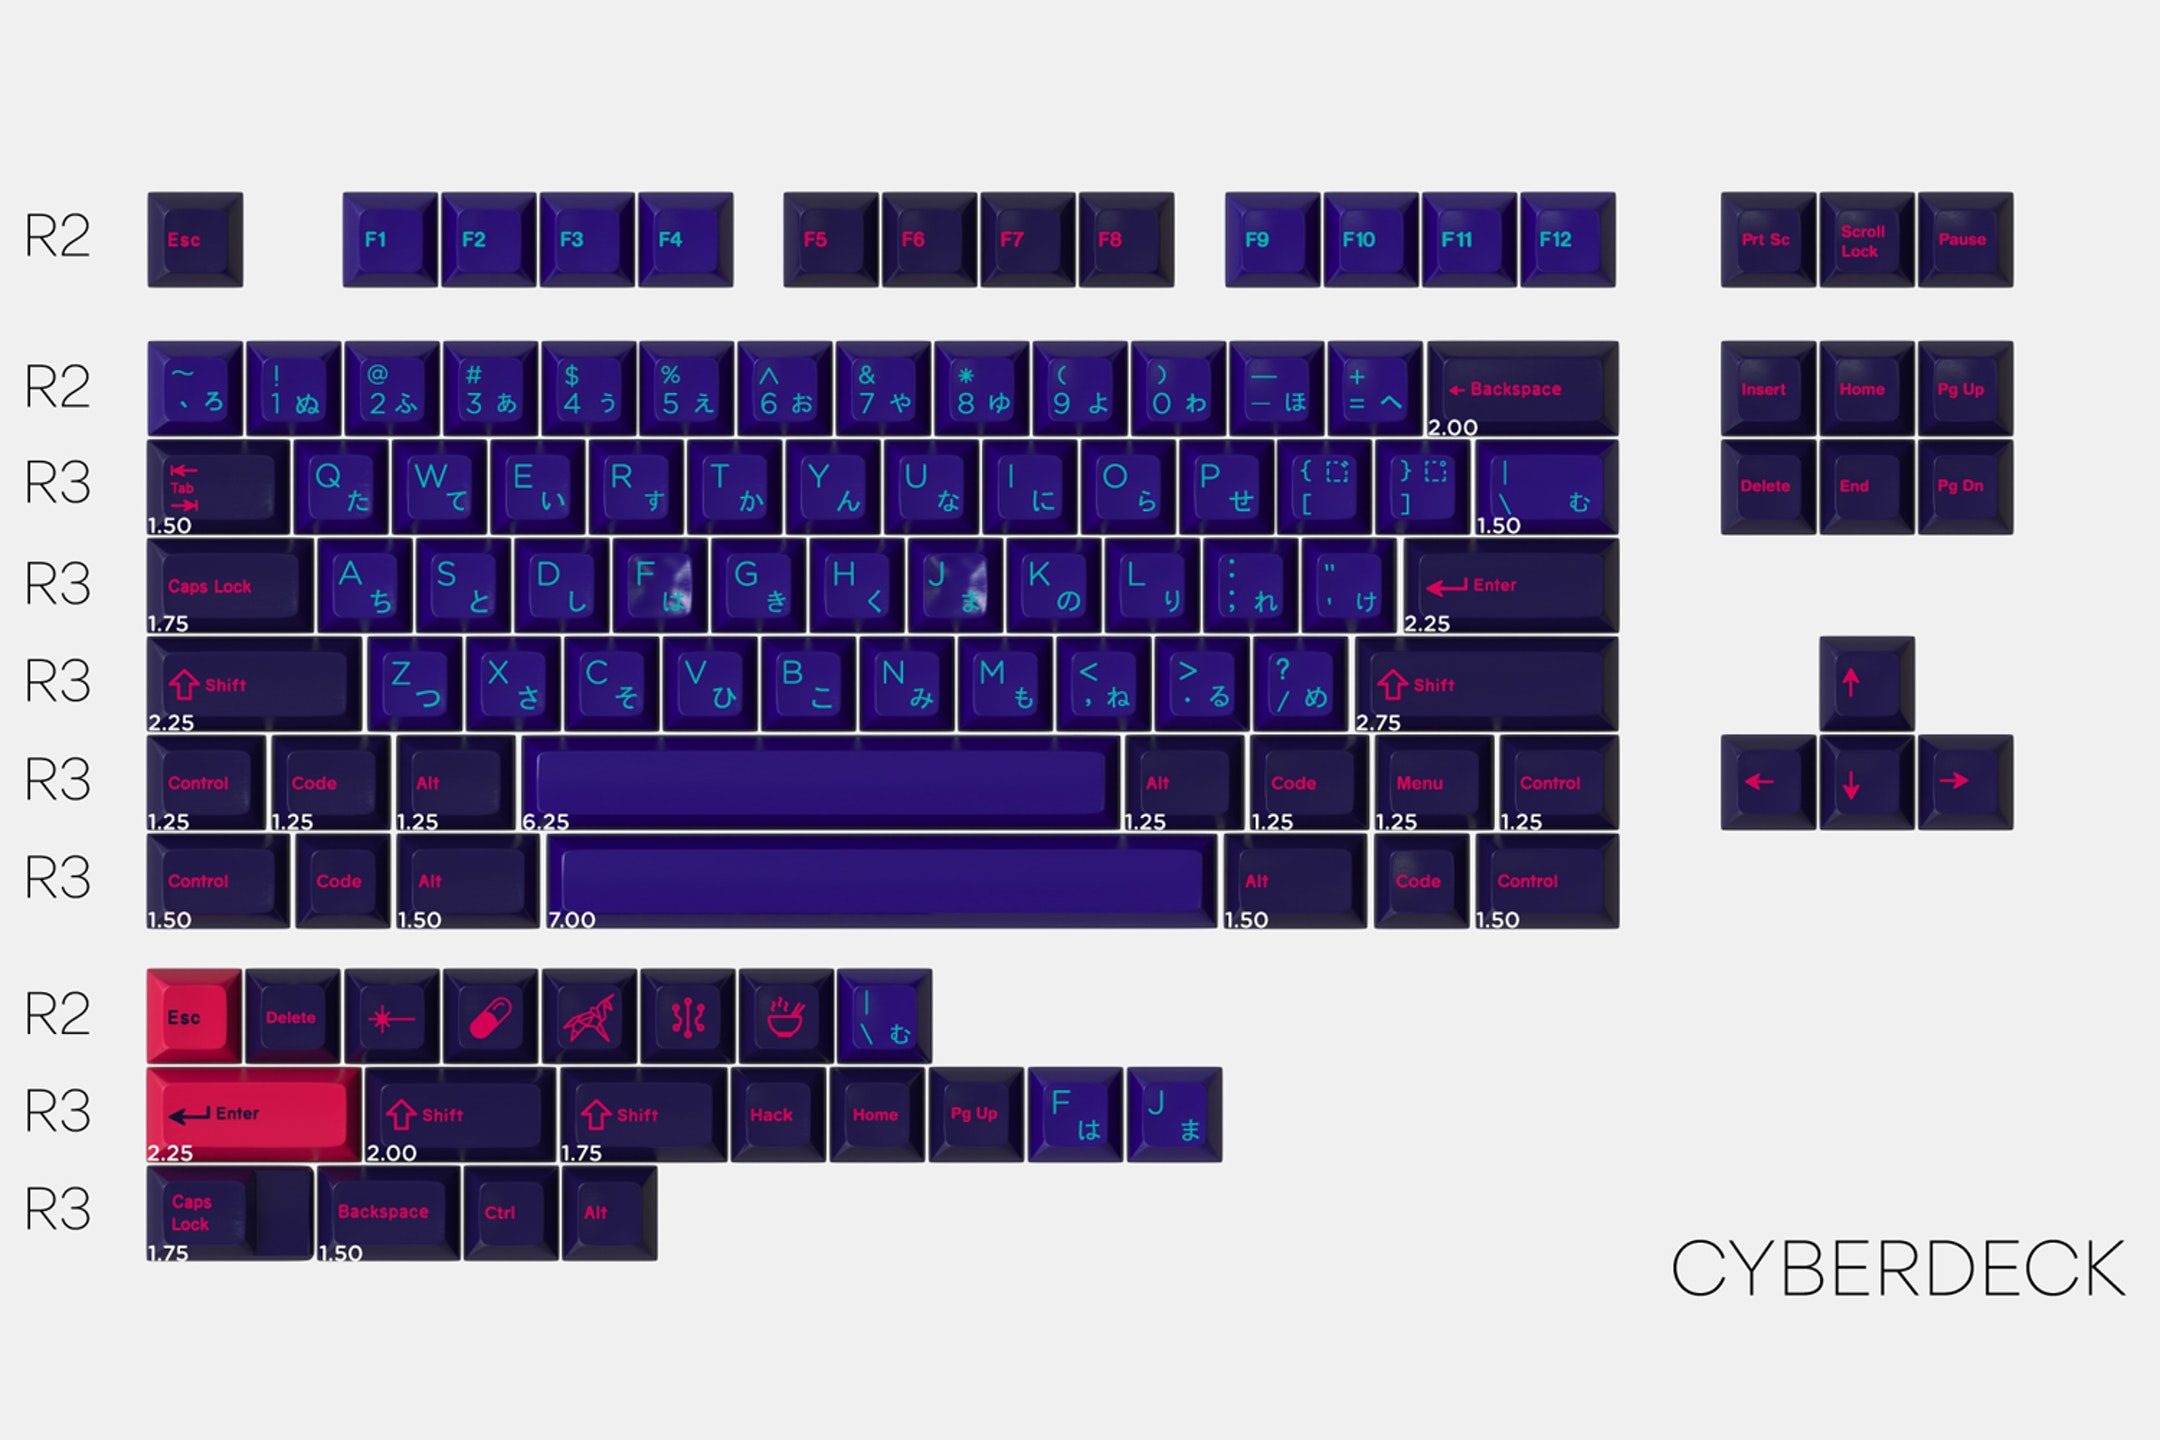 R2 Esc F1 F2 F3 F4 F5 F6 F7 F8 F9 F10 F11 F12 Prt Sc Scroll Lock Pause
R2 ~ ` ろ ! 1 ぬ @ 2 ふ # 3 あ $ 4 う % 5 え ^ 6 お & 7 や * 8 ゆ ( 9 よ ) 0 わ — – ほ + = へ ← Backspace 2.00 Insert Home Pg Up
R3 Tab 1.50 Q た W て E い R す T か Y ん U な I に O ら P せ { [ } ] | \ む 1.50 Delete End Pg Dn
R3 Caps Lock 1.75 A ち S と D し F は G き H く J ま K の L り : ; れ " ' け Enter 2.25
R3 Shift 2.25 Z つ X さ C そ V ひ B こ N み M も < , ね > . る ? / め Shift 2.75 ↑
R3 Control 1.25 Code 1.25 Alt 1.25 6.25 Alt 1.25 Code 1.25 Menu 1.25 Control 1.25 ← ↓ →
R3 Control 1.50 Code Alt 1.50 7.00 Alt 1.50 Code Control 1.50
R2 Esc Delete | \ む
R3 Enter 2.25 Shift 2.00 Shift 1.75 Hack Home Pg Up F は J ま
R3 Caps Lock 1.75 Backspace 1.50 Ctrl Alt
CYBERDECK